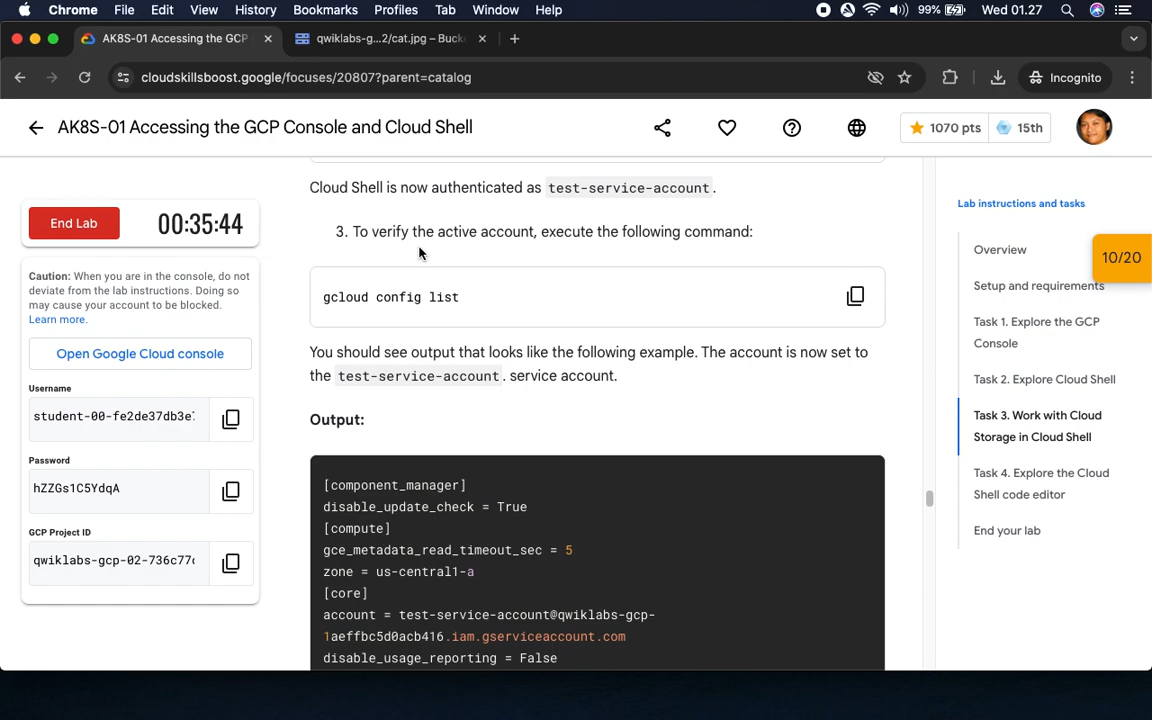 Chrome File Edit View History Bookmarks Profiles Tab Window Help 99% Wed 01.27
AK8S-01 Accessing the GCP
qwiklabs-g...2/cat.jpg – Bucke
cloudskillsboost.google/focuses/20807?parent=catalog
Incognito
AK8S-01 Accessing the GCP Console and Cloud Shell
1070 pts 15th
End Lab 00:35:44
Caution: When you are in the console, do not
deviate from the lab instructions. Doing so
may cause your account to be blocked.
Learn more.
Open Google Cloud console
Username
student-00-fe2de37db3e
Password
hZZGs1C5YdqA
GCP Project ID
qwiklabs-gcp-02-736c77
Cloud Shell is now authenticated as test-service-account.
3. To verify the active account, execute the following command:
gcloud config list
You should see output that looks like the following example. The account is now set to
the test-service-account. service account.
Output:
[component_manager]
disable_update_check = True
[compute]
gce_metadata_read_timeout_sec = 5
zone = us-central1-a
[core]
account = test-service-account@qwiklabs-gcp-
1aeffbc5d0acb416.iam.gserviceaccount.com
disable_usage_reporting = False
Lab instructions and tasks
10/20
Overview
Setup and requirements
Task 1. Explore the GCP
Console
Task 2. Explore Cloud Shell
Task 3. Work with Cloud
Storage in Cloud Shell
Task 4. Explore the Cloud
Shell code editor
End your lab